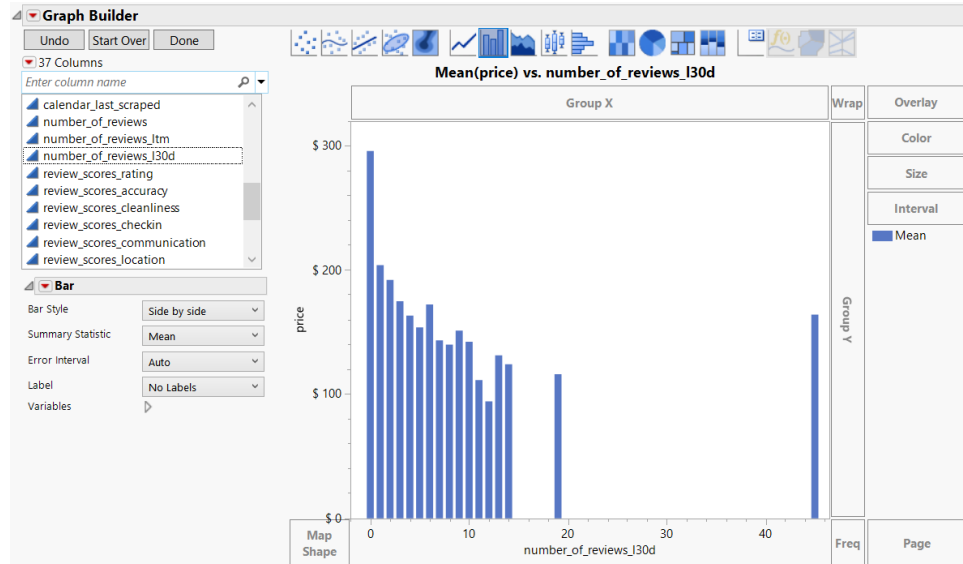 Graph Builder
Undo Start Over Done
37 Columns
Enter column name
calendar_last_scraped
number_of_reviews
number_of_reviews_ltm
number_of_reviews_l30d
review_scores_rating
review_scores_accuracy
review_scores_cleanliness
review_scores_checkin
review_scores_communication
review_scores_location
Bar
Bar Style Side by side
Summary Statistic Mean
Error Interval Auto
Label No Labels
Variables
Mean(price) vs. number_of_reviews_l30d
Group X
Wrap
Overlay
Color
Size
Interval
Mean
$ 300
$ 200
$ 100
$ 0
price
Group Y
0 10 20 30 40
number_of_reviews_l30d
Map
Shape
Freq
Page